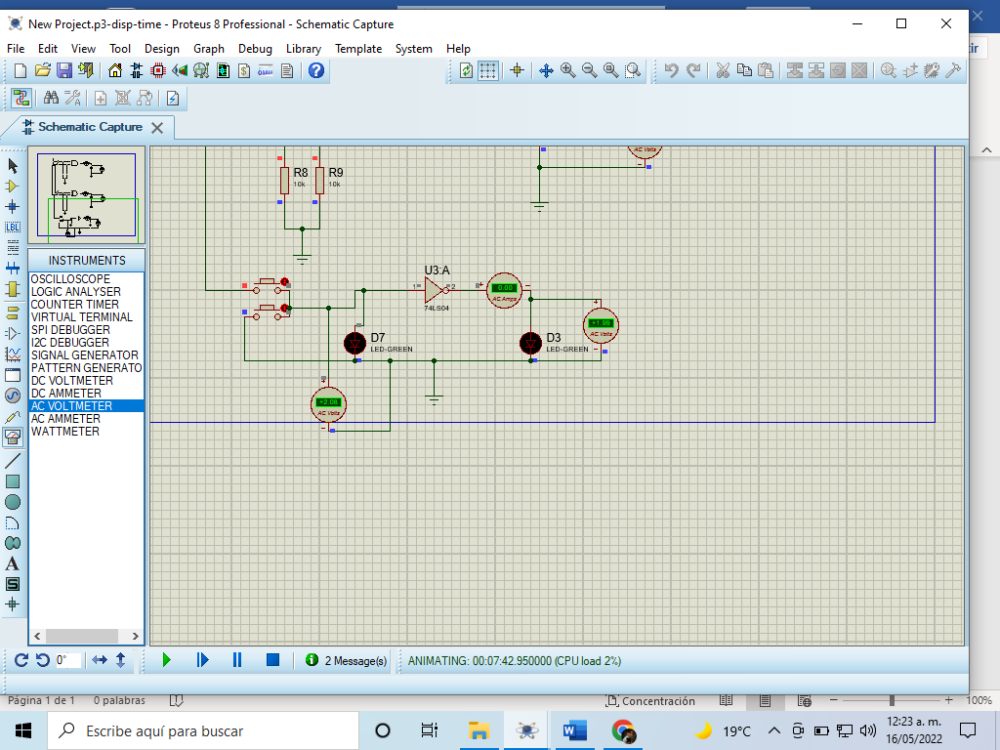 New Project.p3-disp-time - Proteus 8 Professional - Schematic Capture
File Edit View Tool Design Graph Debug Library Template System Help
Schematic Capture
INSTRUMENTS
OSCILLOSCOPE
LOGIC ANALYSER
COUNTER TIMER
VIRTUAL TERMINAL
SPI DEBUGGER
I2C DEBUGGER
SIGNAL GENERATOR
PATTERN GENERATO
DC VOLTMETER
DC AMMETER
AC VOLTMETER
AC AMMETER
WATTMETER
LBL
A
S
AC Volts
R8
10k
R9
10k
U3:A
1
2
74LS04
0.00
AC Amps
+1.99
AC Volts
D7
LED-GREEN
D3
LED-GREEN
+2.08
AC Volts
0°
2 Message(s)
ANIMATING: 00:07:42.950000 (CPU load 2%)
ir
Página 1 de 1 0 palabras Concentración 100%
Escribe aquí para buscar
19°C
12:23 a. m.
16/05/2022